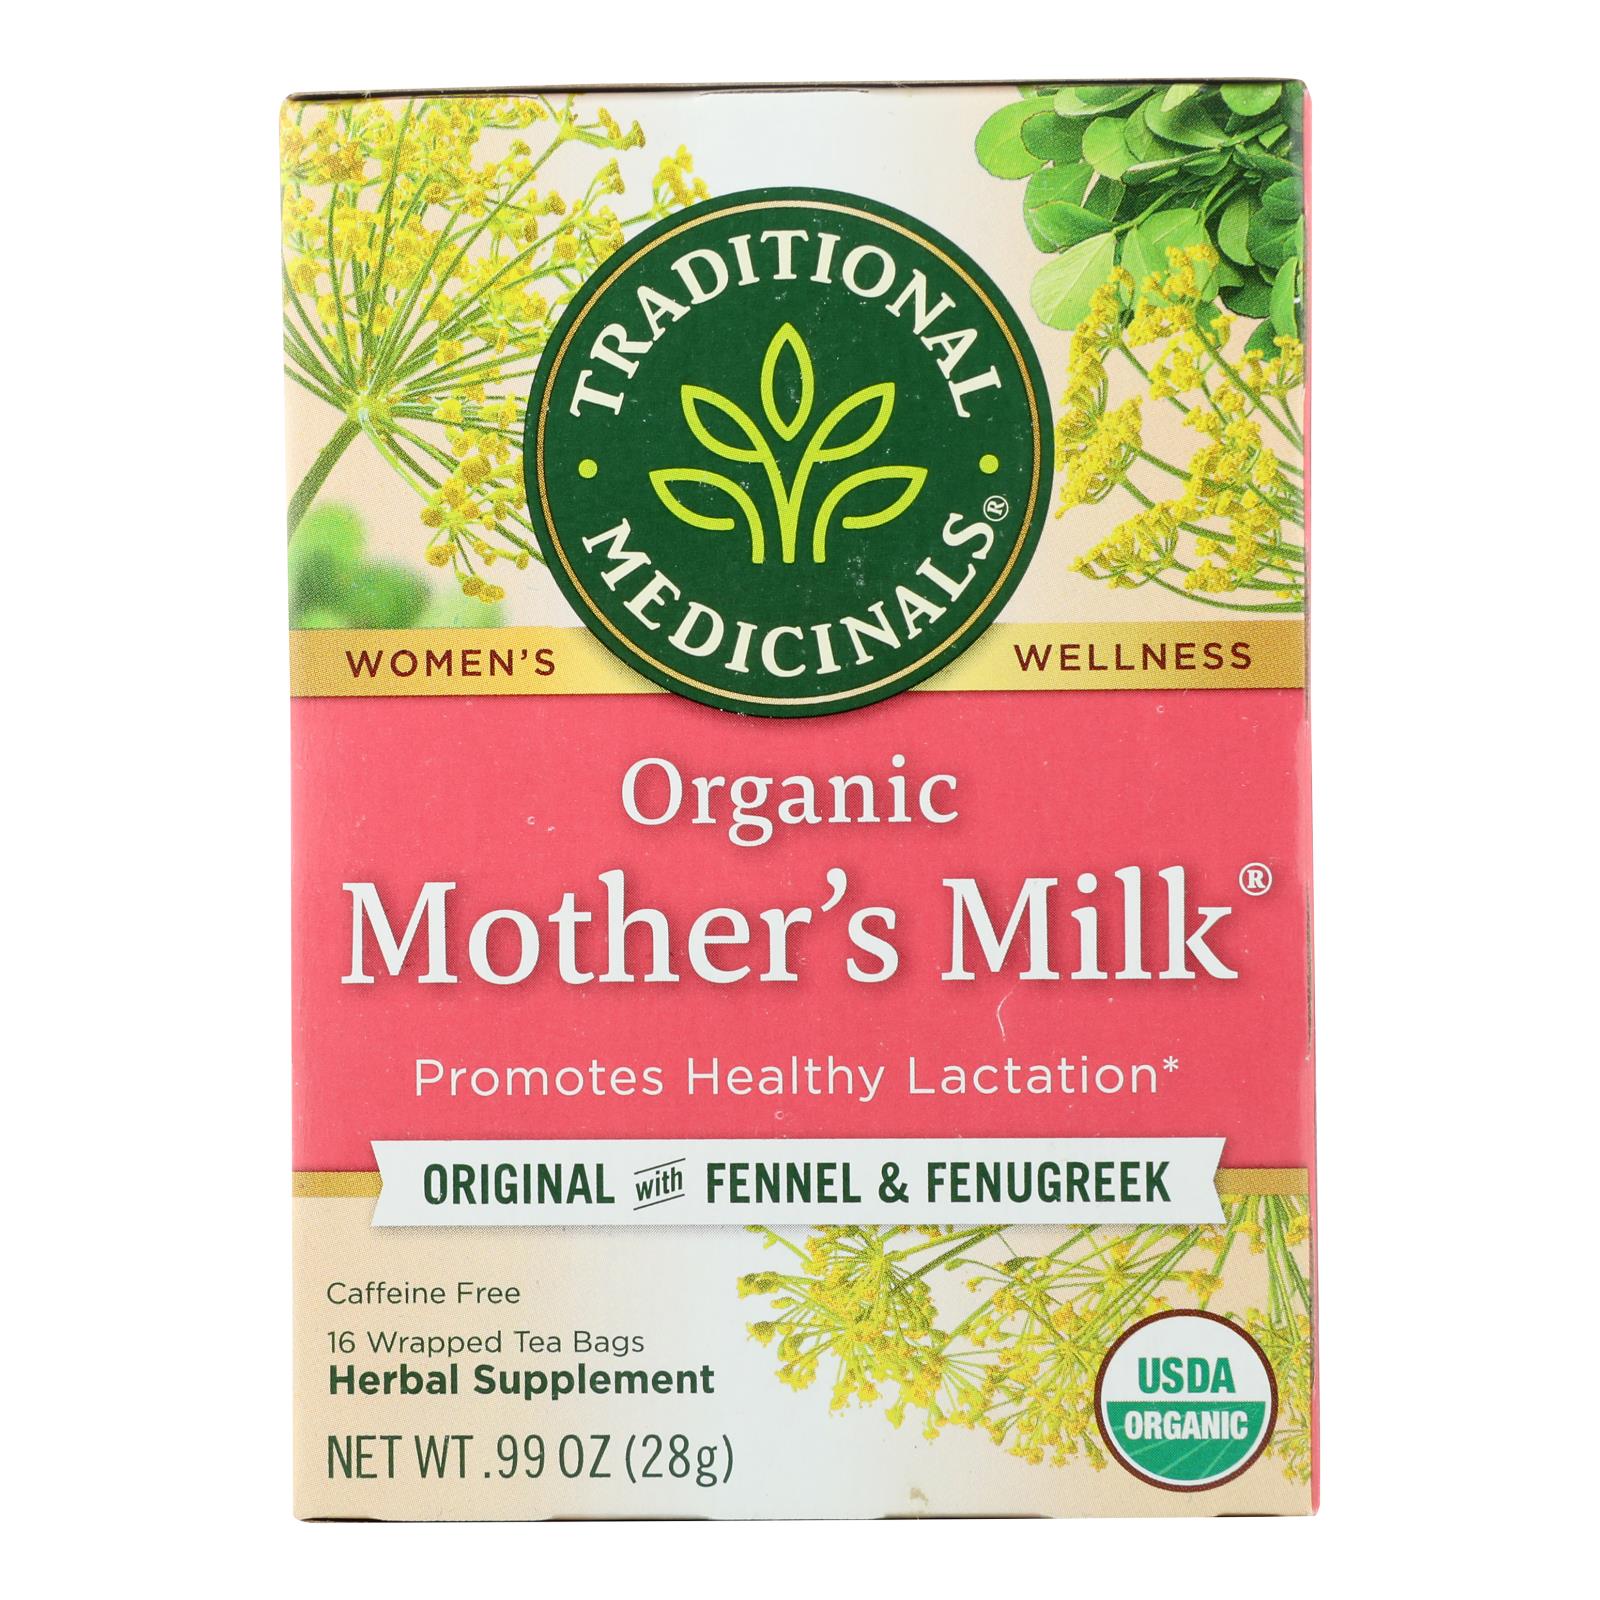 TRADITIONAL
MEDICINALS®
WOMEN'S WELLNESS
Organic
Mother's Milk®
Promotes Healthy Lactation*
ORIGINAL with FENNEL & FENUGREEK
Caffeine Free
16 Wrapped Tea Bags
Herbal Supplement
NET WT .99 OZ (28g)
USDA
ORGANIC